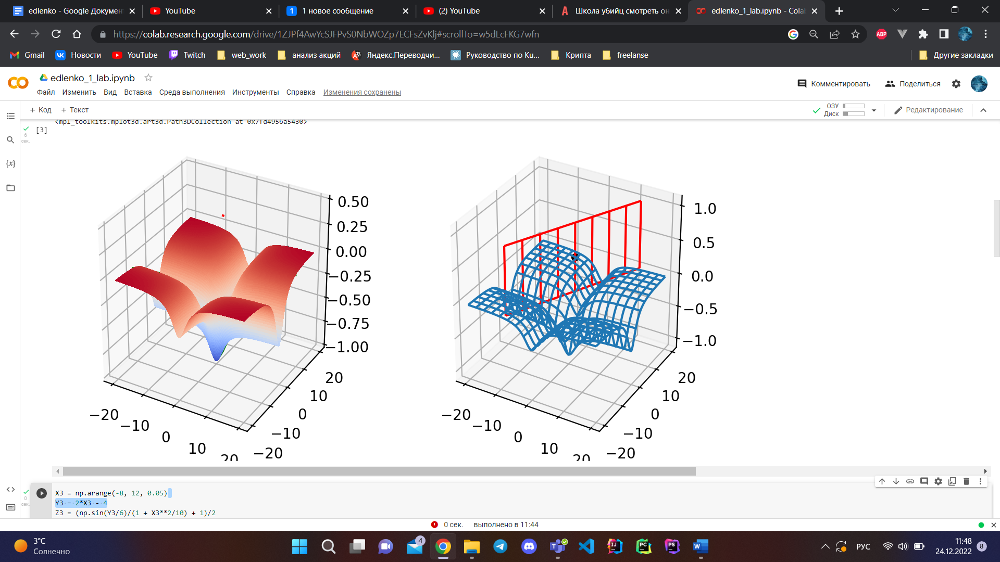 edlenko - Google Докумен
YouTube
1 новое сообщение
(2) YouTube
Школа убийц смотреть он
edlenko_1_lab.ipynb - Cola
https://colab.research.google.com/drive/1ZJPf4AwYcSJFPvS0NbWOZp7ECFsZvKlj#scrollTo=w5dLcFKG7wfn
ABP
Gmail
Новости
YouTube
Twitch
web_work
анализ акций
Яндекс.Переводчи...
Руководство по Ku...
Крипта
freelanse
Другие закладки
edlenko_1_lab.ipynb
Комментировать
Поделиться
Файл Изменить Вид Вставка Среда выполнения Инструменты Справка Изменения сохранены
+ Код + Текст
ОЗУ
Диск
Редактирование
<mpl_toolkits.mplot3d.art3d.Path3DCollection at 0x7fd4956a5430>
[3]
6
сек.
{x}
0.50
0.25
0.00
−0.25
−0.50
−0.75
−1.00
20
10
0
−10
−20
−20
−10
0
10
20
1.0
0.5
0.0
−0.5
−1.0
20
10
0
−10
−20
−20
−10
0
10
20
0
сек.
X3 = np.arange(-8, 12, 0.05)
Y3 = 2*X3 - 4
Z3 = (np.sin(Y3/6)/(1 + X3**2/10) + 1)/2
0 сек. выполнено в 11:44
3°C
Солнечно
4
РУС
11:48
24.12.2022
8